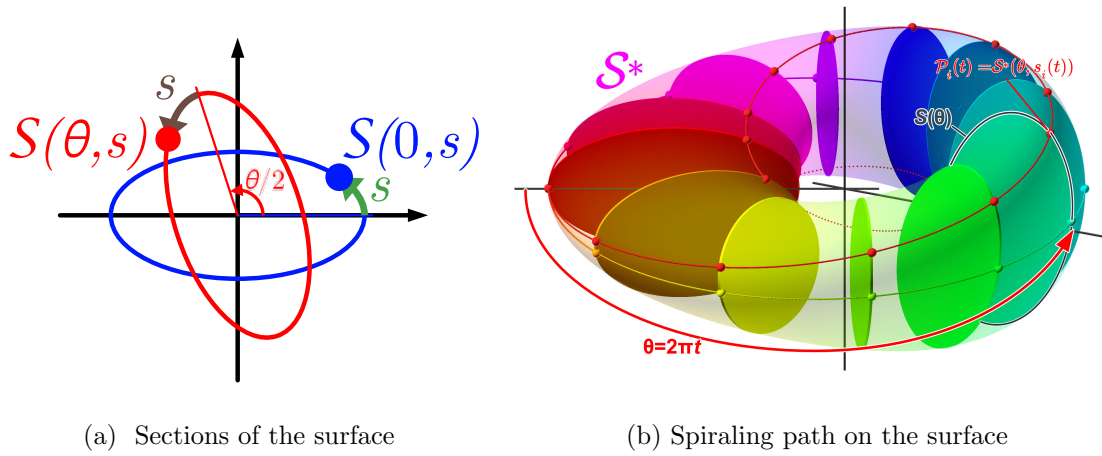 S(θ,s)
s
θ/2
S(0,s)
s
(a) Sections of the surface
S*
P_i(t)=S*(θ,s_i(t))
S(θ)
θ=2πt
(b) Spiraling path on the surface